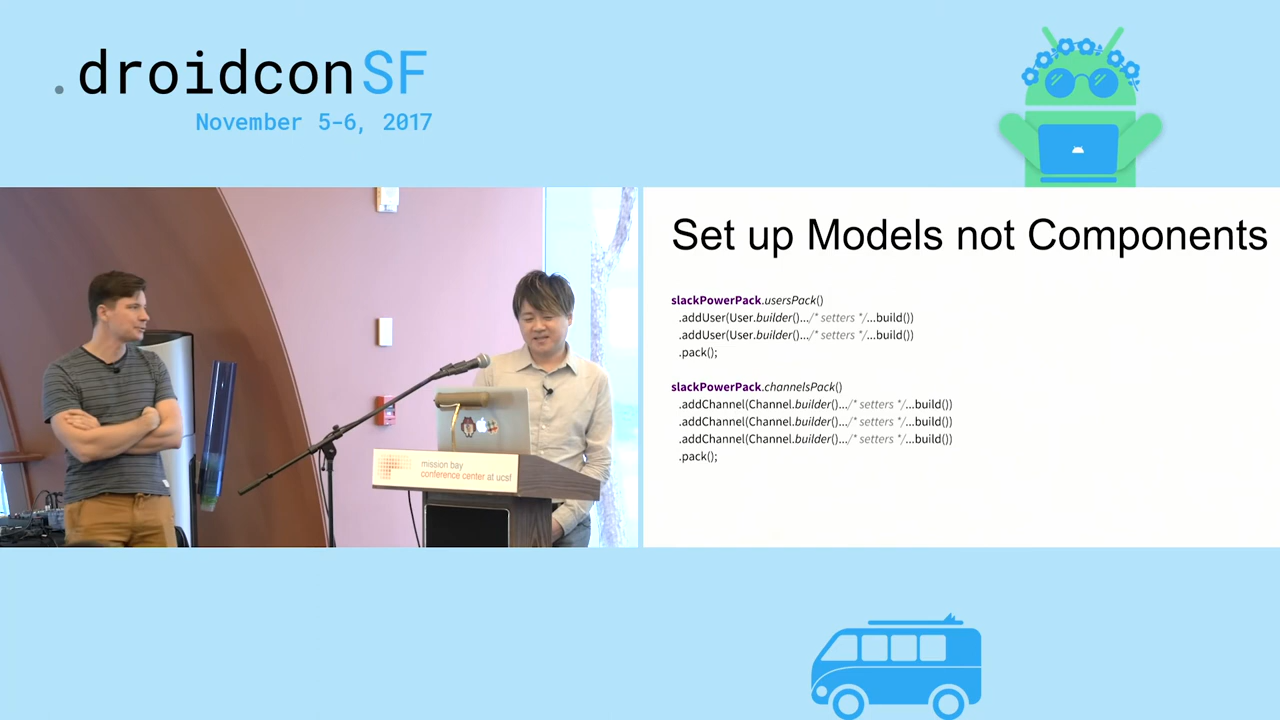 .droidconSF
November 5-6, 2017
Set up Models not Components
slackPowerPack.usersPack()
.addUser(User.builder().../* setters */...build())
.addUser(User.builder().../* setters */...build())
.pack();
slackPowerPack.channelsPack()
.addChannel(Channel.builder().../* setters */...build())
.addChannel(Channel.builder().../* setters */...build())
.addChannel(Channel.builder().../* setters */...build())
.pack();
mission bay
conference center at ucsf